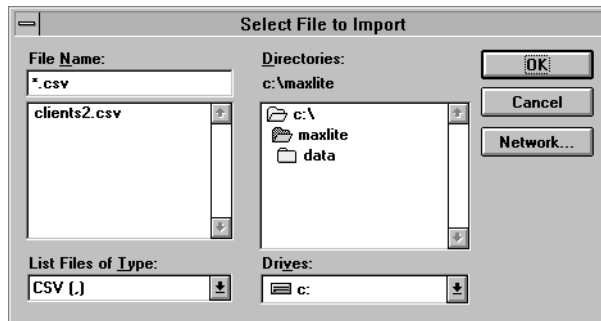 Select File to Import
File Name:
*.csv
clients2.csv
List Files of Type:
CSV (,)
Directories:
c:\maxlite
c:\
maxlite
data
Drives:
c:
OK
Cancel
Network...